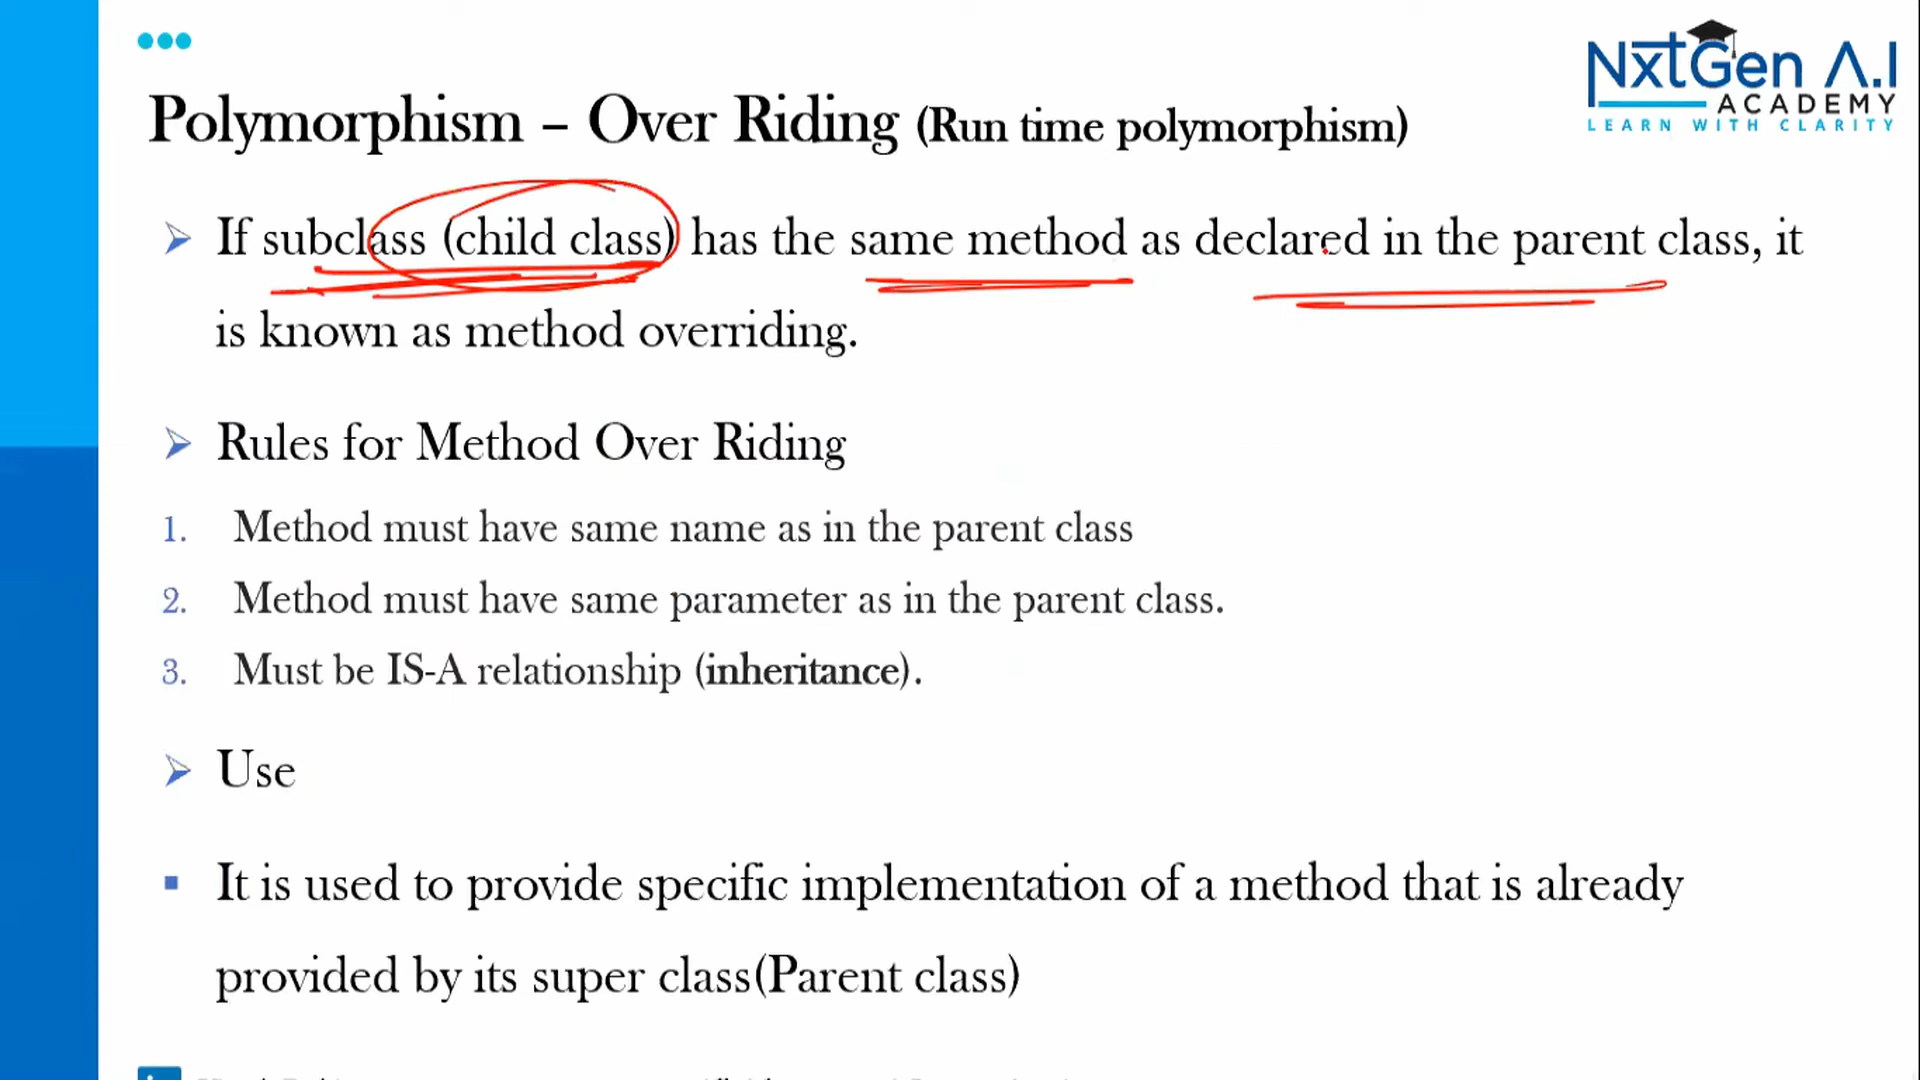 NxtGen A.I
ACADEMY
LEARN WITH CLARITY
Polymorphism – Over Riding (Run time polymorphism)
If subclass (child class) has the same method as declared in the parent class, it
is known as method overriding.
Rules for Method Over Riding
1. Method must have same name as in the parent class
2. Method must have same parameter as in the parent class.
3. Must be IS-A relationship (inheritance).
Use
It is used to provide specific implementation of a method that is already
provided by its super class(Parent class)